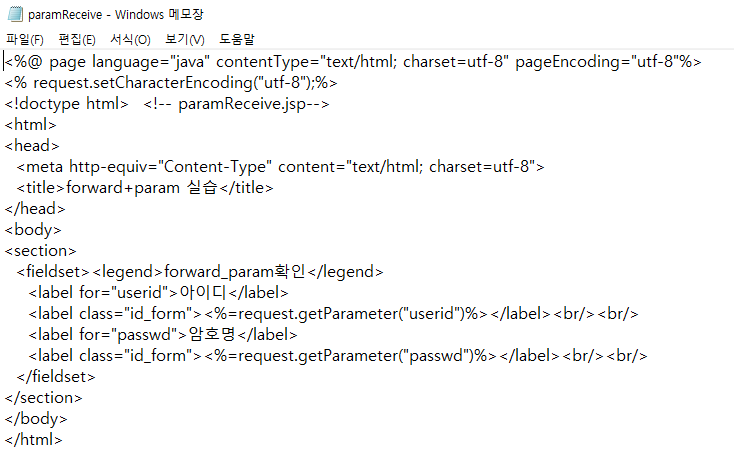 paramReceive - Windows 메모장
파일(F) 편집(E) 서식(O) 보기(V) 도움말
<%@ page language="java" contentType="text/html; charset=utf-8" pageEncoding="utf-8"%>
<% request.setCharacterEncoding("utf-8");%>
<!doctype html>   <!-- paramReceive.jsp-->
<html>
<head>
   <meta http-equiv="Content-Type" content="text/html; charset=utf-8">
   <title>forward+param 실습</title>
</head>
<body>
<section>
   <fieldset><legend>forward_param확인</legend>
      <label for="userid">아이디</label>
      <label class="id_form"><%=request.getParameter("userid")%></label><br/><br/>
      <label for="passwd">암호명</label>
      <label class="id_form"><%=request.getParameter("passwd")%></label><br/><br/>
   </fieldset>
</section>
</body>
</html>